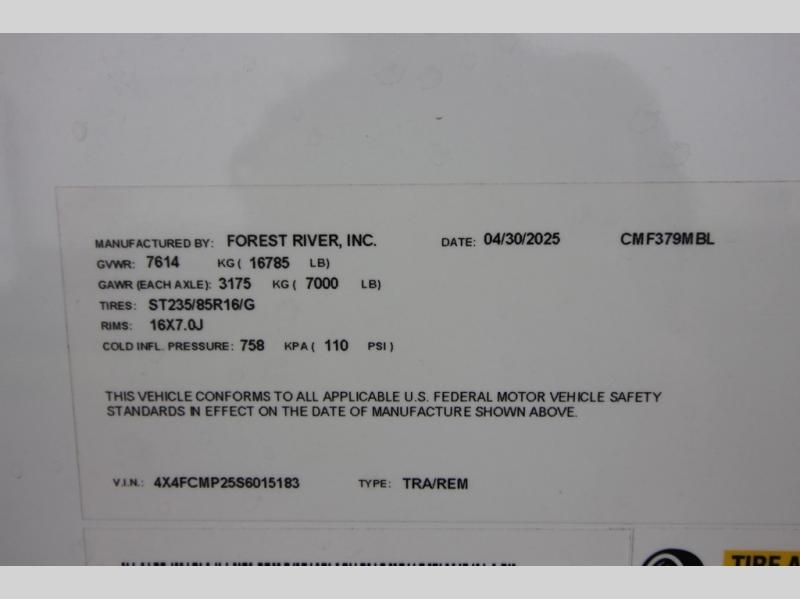 MANUFACTURED BY: FOREST RIVER, INC. DATE: 04/30/2025 CMF379MBL
GVWR: 7614 KG ( 16785 LB)
GAWR (EACH AXLE): 3175 KG ( 7000 LB)
TIRES: ST235/85R16/G
RIMS: 16X7.0J
COLD INFL. PRESSURE: 758 KPA ( 110 PSI )
THIS VEHICLE CONFORMS TO ALL APPLICABLE U.S. FEDERAL MOTOR VEHICLE SAFETY
STANDARDS IN EFFECT ON THE DATE OF MANUFACTURE SHOWN ABOVE.
V.I.N.: 4X4FCMP25S6015183 TYPE: TRA/REM
TIRE A